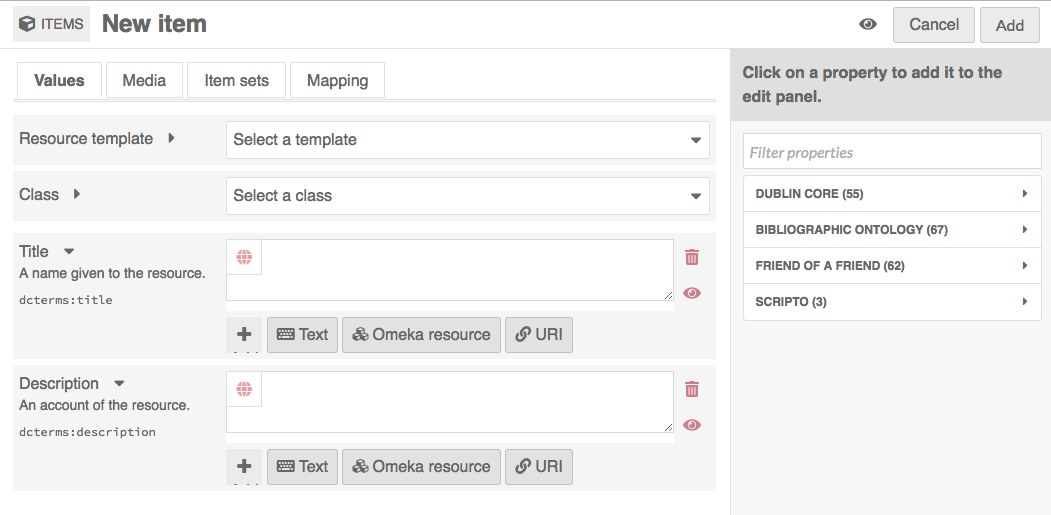 ITEMS New item Cancel Add
Values Media Item sets Mapping
Resource template Select a template
Class Select a class
Title
A name given to the resource.
dcterms:title
Text Omeka resource URI
Description
An account of the resource.
dcterms:description
Text Omeka resource URI
Click on a property to add it to the
edit panel.
Filter properties
DUBLIN CORE (55)
BIBLIOGRAPHIC ONTOLOGY (67)
FRIEND OF A FRIEND (62)
SCRIPTO (3)